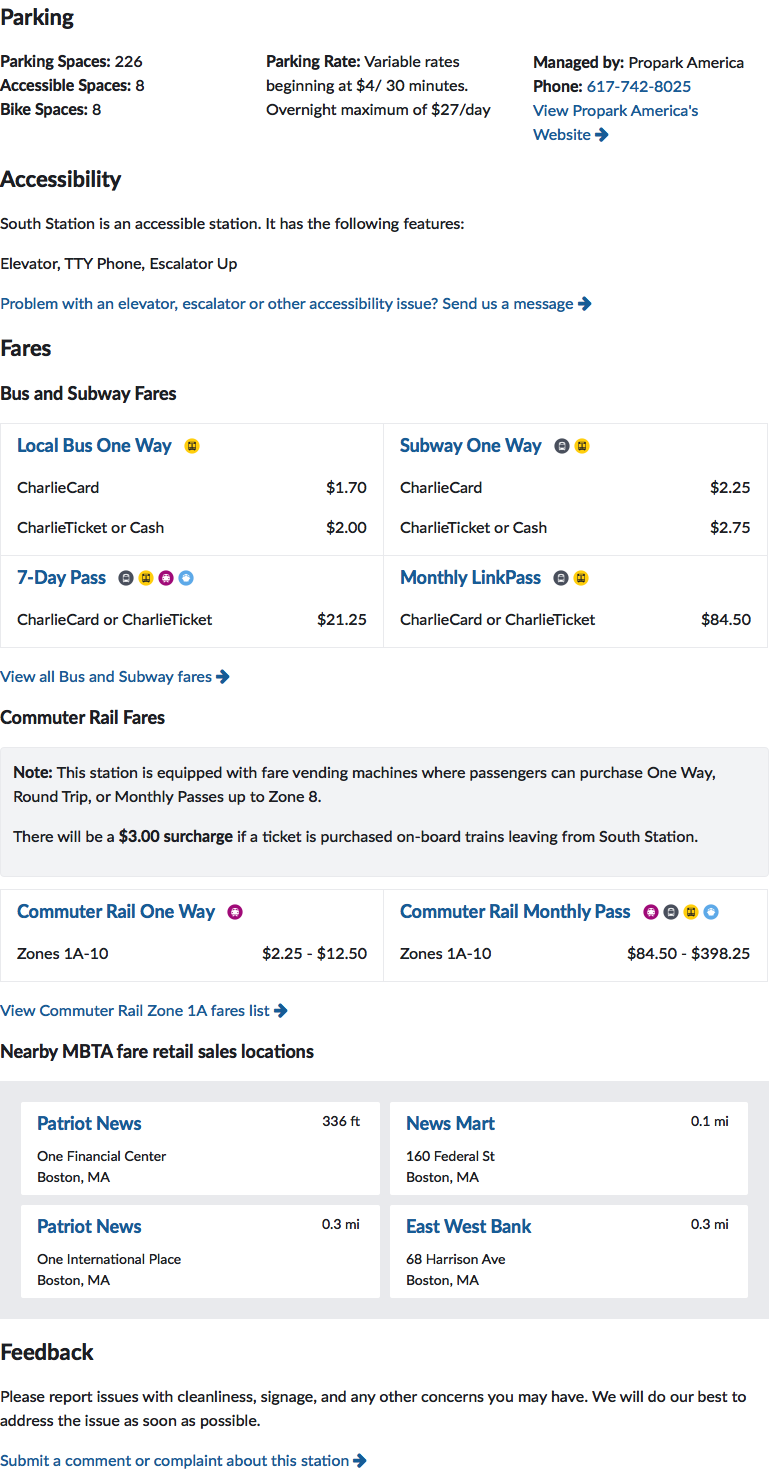 Parking
Parking Spaces: 226
Accessible Spaces: 8
Bike Spaces: 8
Parking Rate: Variable rates
beginning at $4/ 30 minutes.
Overnight maximum of $27/day
Managed by: Propark America
Phone: 617-742-8025
View Propark America's
Website
Accessibility
South Station is an accessible station. It has the following features:
Elevator, TTY Phone, Escalator Up
Problem with an elevator, escalator or other accessibility issue? Send us a message
Fares
Bus and Subway Fares
Local Bus One Way
CharlieCard $1.70
CharlieTicket or Cash $2.00
Subway One Way
CharlieCard $2.25
CharlieTicket or Cash $2.75
7-Day Pass
CharlieCard or CharlieTicket $21.25
Monthly LinkPass
CharlieCard or CharlieTicket $84.50
View all Bus and Subway fares
Commuter Rail Fares
Note: This station is equipped with fare vending machines where passengers can purchase One Way,
Round Trip, or Monthly Passes up to Zone 8.
There will be a $3.00 surcharge if a ticket is purchased on-board trains leaving from South Station.
Commuter Rail One Way
Zones 1A-10 $2.25 - $12.50
Commuter Rail Monthly Pass
Zones 1A-10 $84.50 - $398.25
View Commuter Rail Zone 1A fares list
Nearby MBTA fare retail sales locations
Patriot News 336 ft
One Financial Center
Boston, MA
News Mart 0.1 mi
160 Federal St
Boston, MA
Patriot News 0.3 mi
One International Place
Boston, MA
East West Bank 0.3 mi
68 Harrison Ave
Boston, MA
Feedback
Please report issues with cleanliness, signage, and any other concerns you may have. We will do our best to
address the issue as soon as possible.
Submit a comment or complaint about this station